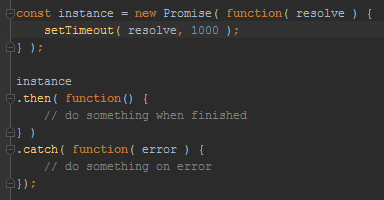 const instance = new Promise( function( resolve ) {
    setTimeout( resolve, 1000 );
} );

instance
.then( function() {
    // do something when finished
} )
.catch( function( error ) {
    // do something on error
});